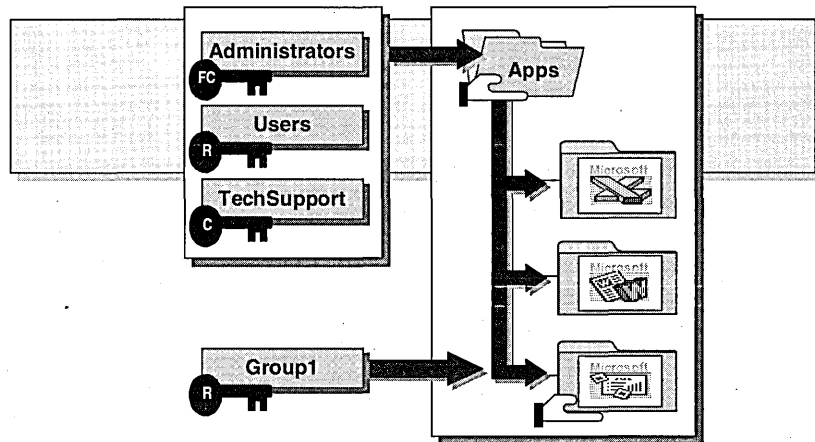 Administrators
FC
Apps
Users
R
Microsoft
TechSupport
C
Microsoft
Group1
R
Microsoft